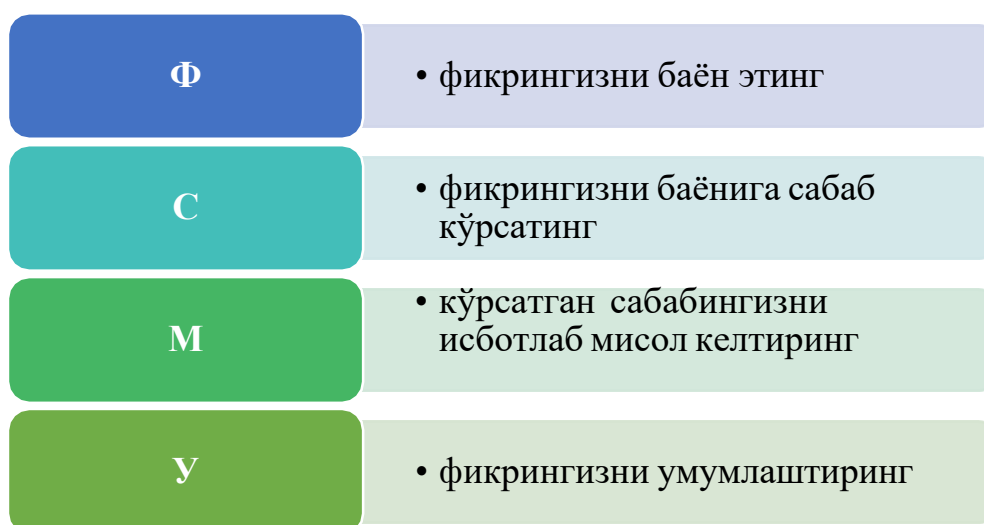 Ф
• фикрингизни баён этинг
С
• фикрингизни баёнига сабаб
кўрсатинг
М
• кўрсатган сабабингизни
исботлаб мисол келтиринг
У
• фикрингизни умумлаштиринг